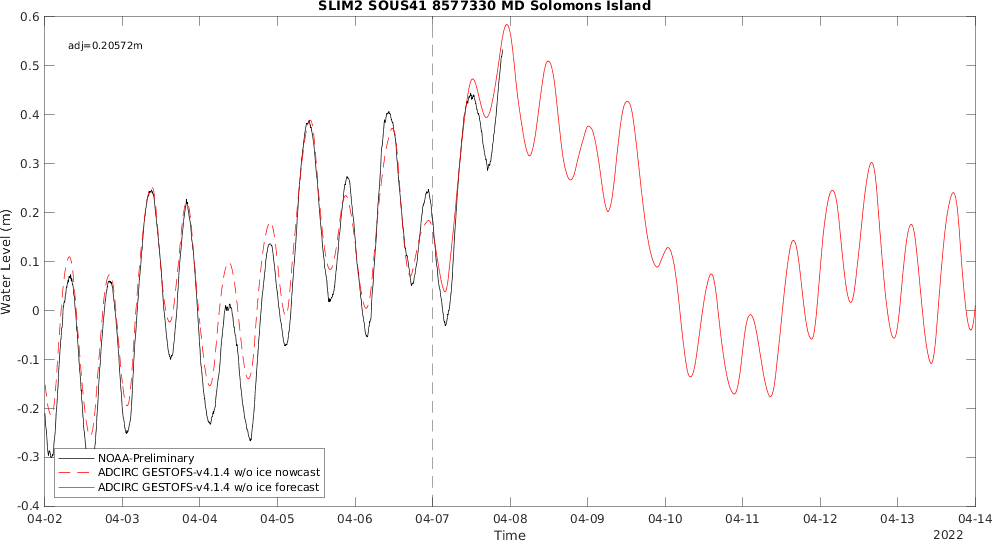 SLIM2 SOUS41 8577330 MD Solomons Island
adj=0.20572m
Water Level (m)
0.6
0.5
0.4
0.3
0.2
0.1
0
-0.1
-0.2
-0.3
-0.4
NOAA-Preliminary
ADCIRC GESTOFS-v4.1.4 w/o ice nowcast
ADCIRC GESTOFS-v4.1.4 w/o ice forecast
04-02 04-03 04-04 04-05 04-06 04-07 04-08 04-09 04-10 04-11 04-12 04-13 04-14
Time
2022